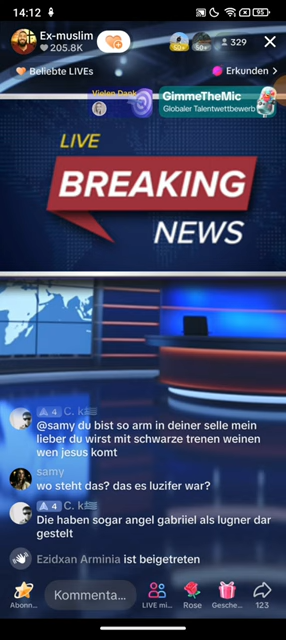 14:12
95
Ex-muslim
205.8K
50+
50+
329
Beliebte LIVEs
Erkunden >
Vielen Dank
GimmeTheMic
Globaler Talentwettbewerb
LIVE
BREAKING
NEWS
4 C. k
@samy du bist so arm in deiner selle mein
lieber du wirst mit schwarze trenen weinen
wen jesus komt
samy
wo steht das? das es luzifer war?
4 C. k
Die haben sogar angel gabriiel als lugner dar
gestelt
Ezidxan Arminia ist beigetreten
Kommenta...
Abonn...
LIVE mi...
Rose
Gesche...
123